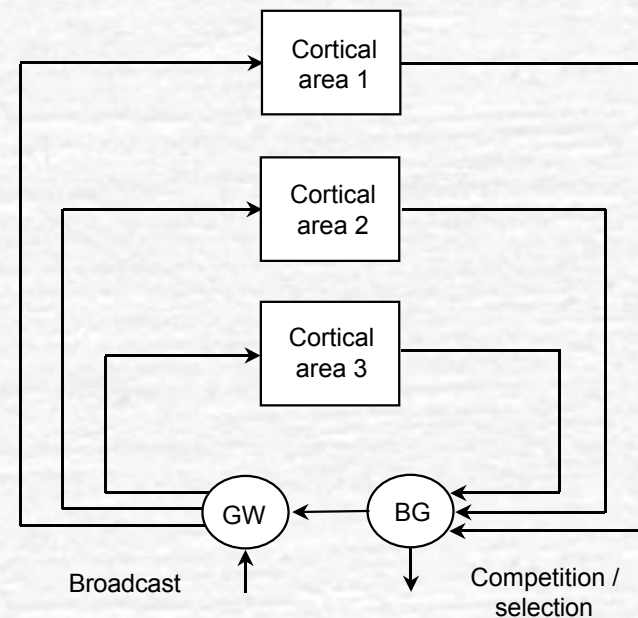 Cortical
area 1
Cortical
area 2
Cortical
area 3
GW
BG
Broadcast
Competition /
selection